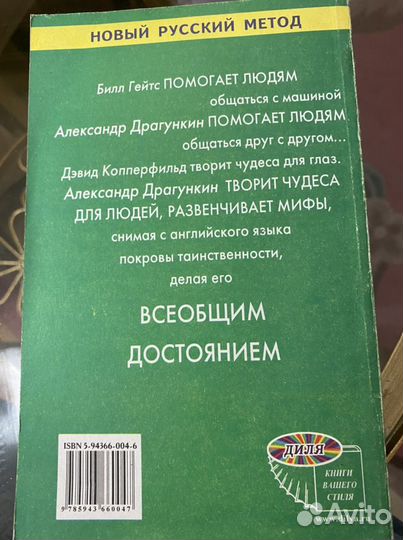 НОВЫЙ РУССКИЙ МЕТОД
Билл Гейтс ПОМОГАЕТ ЛЮДЯМ
общаться с машиной
Александр Драгункин ПОМОГАЕТ ЛЮДЯМ
общаться друг с другом...
Дэвид Копперфильд творит чудеса для глаз.
Александр Драгункин ТВОРИТ ЧУДЕСА
ДЛЯ ЛЮДЕЙ, РАЗВЕНЧИВАЕТ МИФЫ,
снимая с английского языка
покровы таинственности,
делая его
ВСЕОБЩИМ
ДОСТОЯНИЕМ
ISBN 5-94366-004-6
9 785943 660047
ДИЛЯ
КНИГИ
ВАШЕГО
СТИЛЯ
Avito